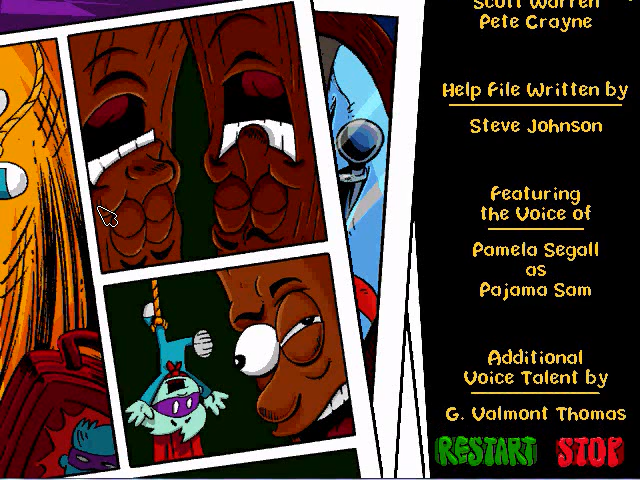 Scott Warren
Pete Crayne
Help File Written by
Steve Johnson
Featuring
the Voice of
Pamela Segall
as
Pajama Sam
Additional
Voice Talent by
G. Valmont Thomas
RESTART STOP